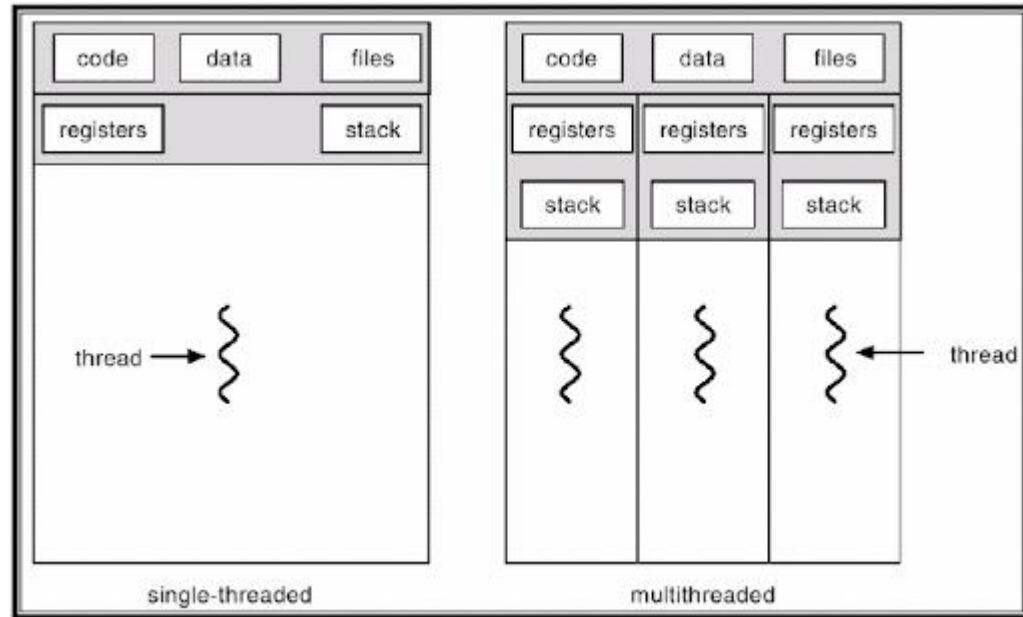 code data files
registers stack
thread
single-threaded
code data files
registers registers registers
stack stack stack
thread
multithreaded